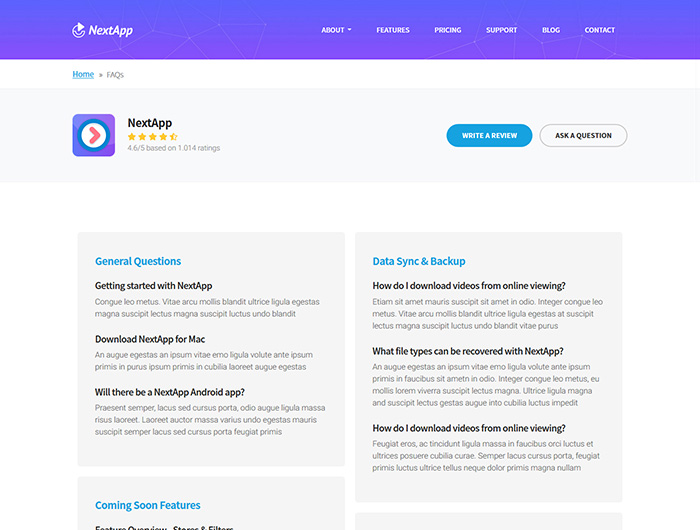 NextApp
ABOUT
FEATURES
PRICING
SUPPORT
BLOG
CONTACT
Home » FAQs
NextApp
4.6/5 based on 1.014 ratings
WRITE A REVIEW
ASK A QUESTION
General Questions
Getting started with NextApp
Congue leo metus. Vitae arcu mollis blandit ultrice ligula egestas
magna suscipit lectus magna suscipit luctus undo blandit
Download NextApp for Mac
An augue egestas an ipsum vitae emo ligula volute ante ipsum
primis in purus ipsum primis in cubilia laoreet augue egestas
Will there be a NextApp Android app?
Praesent semper, lacus sed cursus porta, odio augue ligula massa
risus laoreet. Laoreet auctor massa varius undo egestas mauris
suscipit semper lacus sed cursus porta feugiat primis
Coming Soon Features
Data Sync & Backup
How do I download videos from online viewing?
Etiam sit amet mauris suscipit sit amet in odio. Integer congue leo
metus. Vitae arcu mollis blandit ultrice ligula egestas at suscipit
lectus magna suscipit luctus undo blandit vitae purus
What file types can be recovered with NextApp?
An augue egestas an ipsum vitae emo ligula volute ante ipsum
primis in faucibus sit ametn in odio. Integer congue leo metus, eu
mollis lorem viverra suscipit lectus magna. Ultrice ligula magna
and suscipit lectus gestas augue into cubilia luctus impedit
How do I download videos from online viewing?
Feugiat eros, ac tincidunt ligula massa in faucibus orci luctus et
ultrices posuere cubilia curae. Semper lacus cursus porta, feugiat
primis luctus ultrice tellus neque dolor primis magna nullam